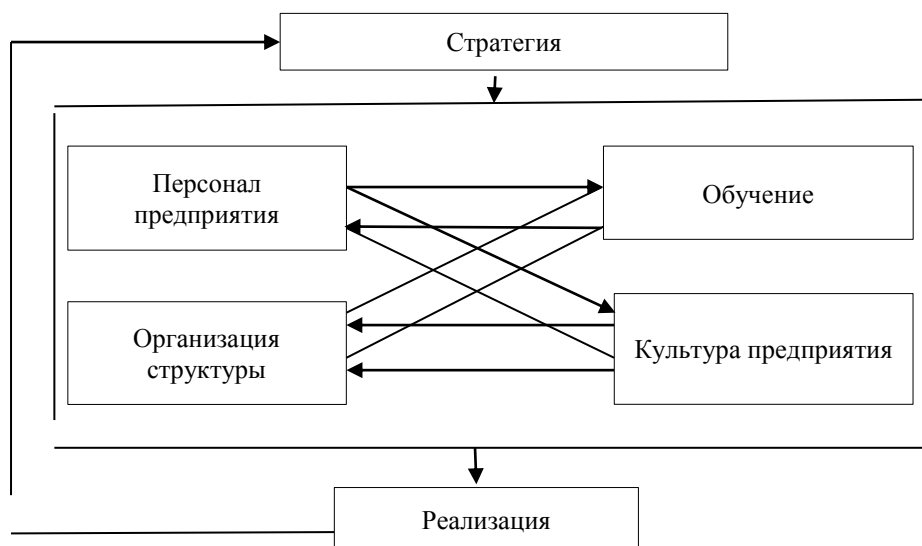 Стратегия
Персонал
предприятия
Обучение
Организация
структуры
Культура предприятия
Реализация